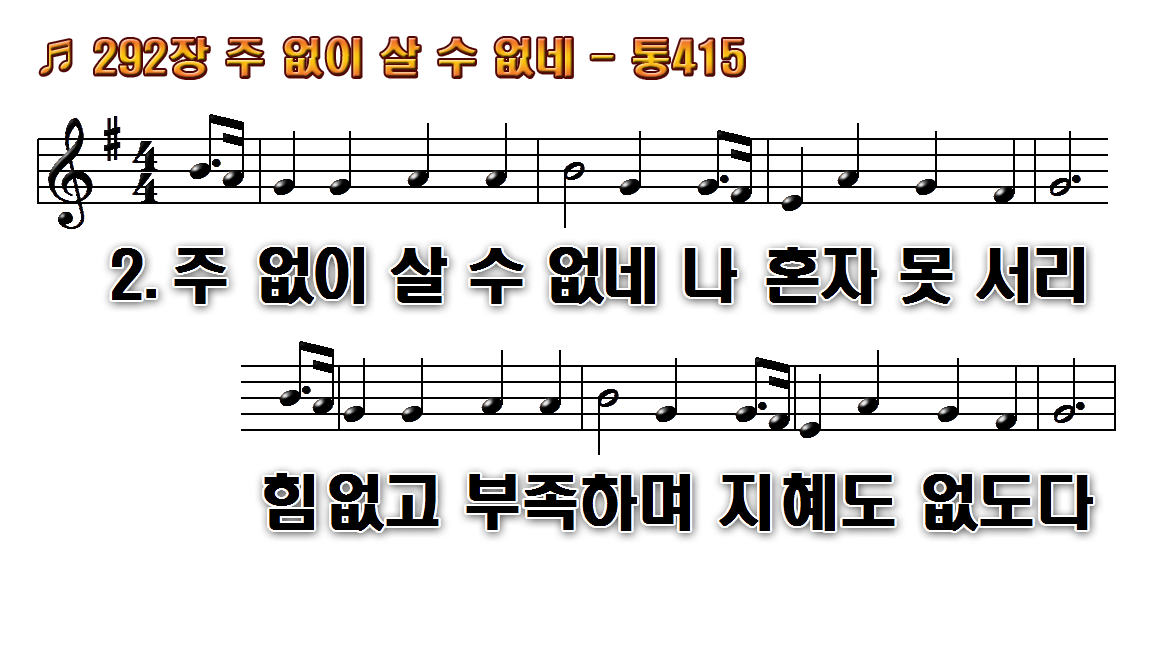 ♬ 292장 주 없이 살 수 없네 - 통415
4
4
2. 주 없이 살 수 없네 나 혼자 못 서리
힘없고 부족하며 지혜도 없도다